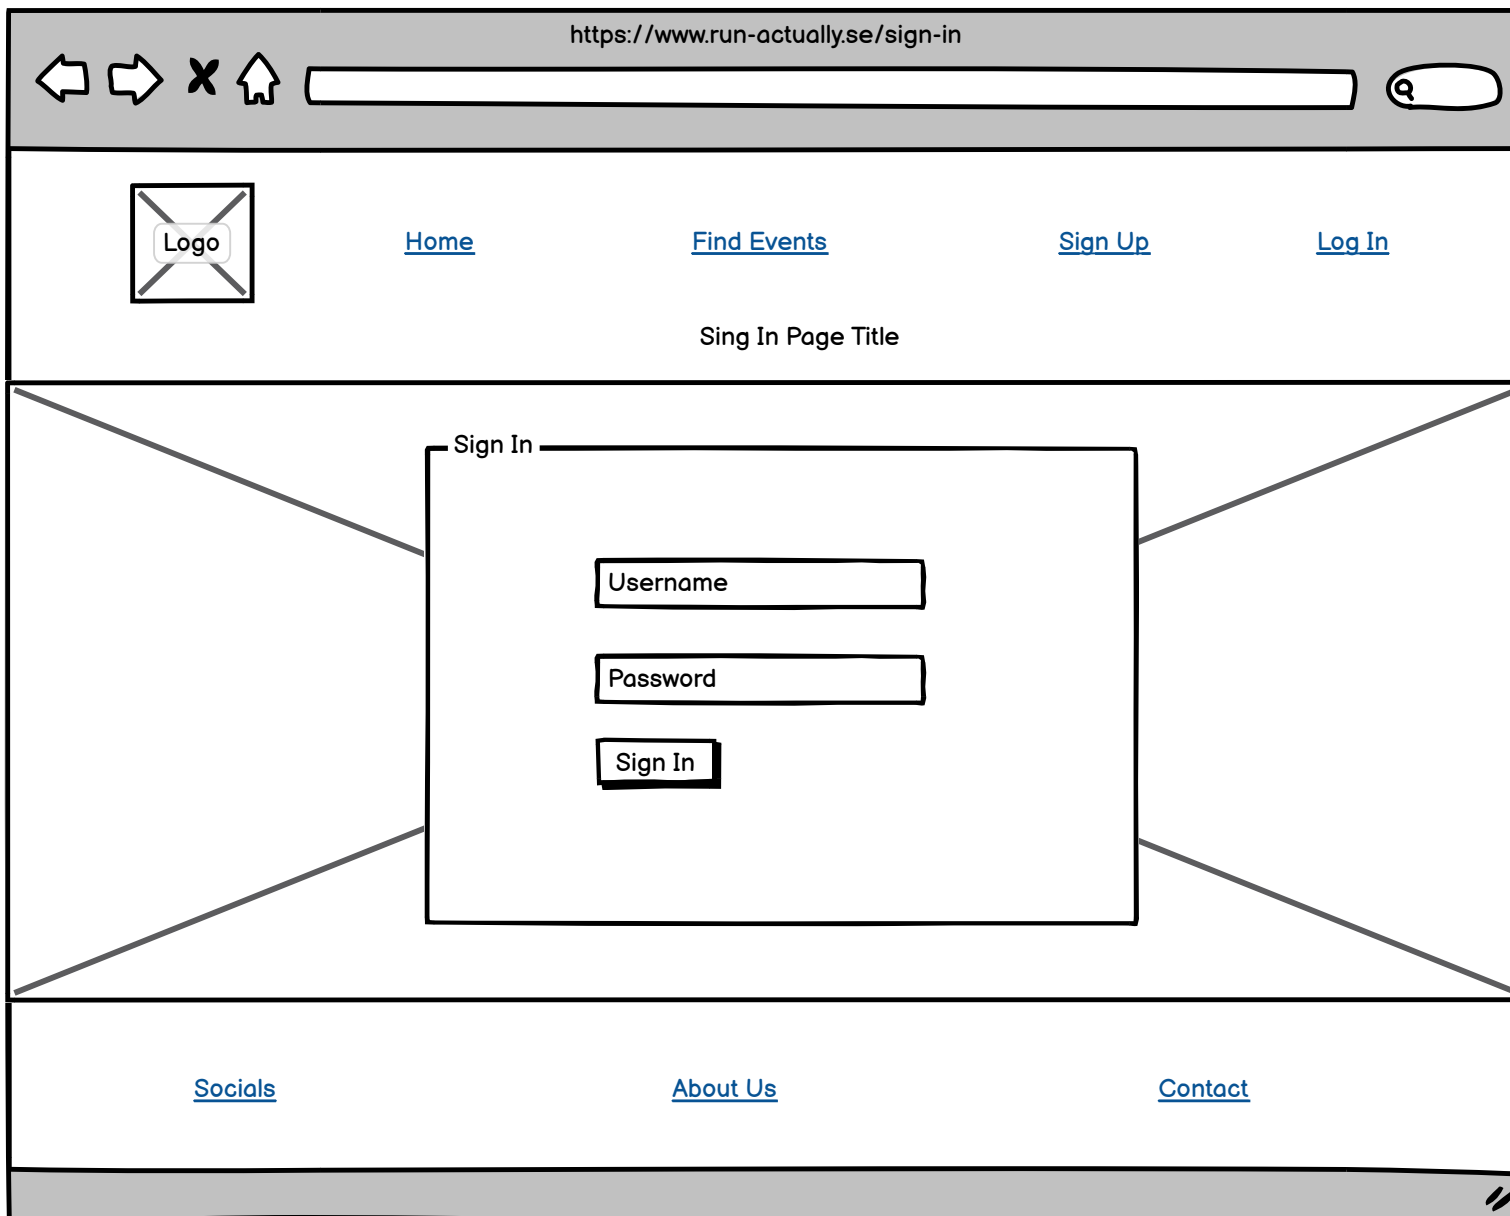 https://www.run-actually.se/sign-in
Logo
Home
Find Events
Sign Up
Log In
Sing In Page Title
Sign In
Username
Password
Sign In
Socials
About Us
Contact